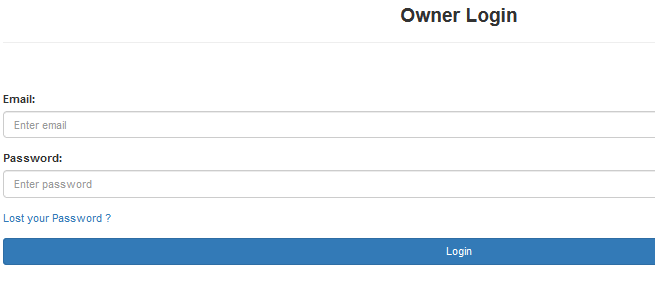 Owner Login
Email:
Enter email
Password:
Enter password
Lost your Password ?
Login